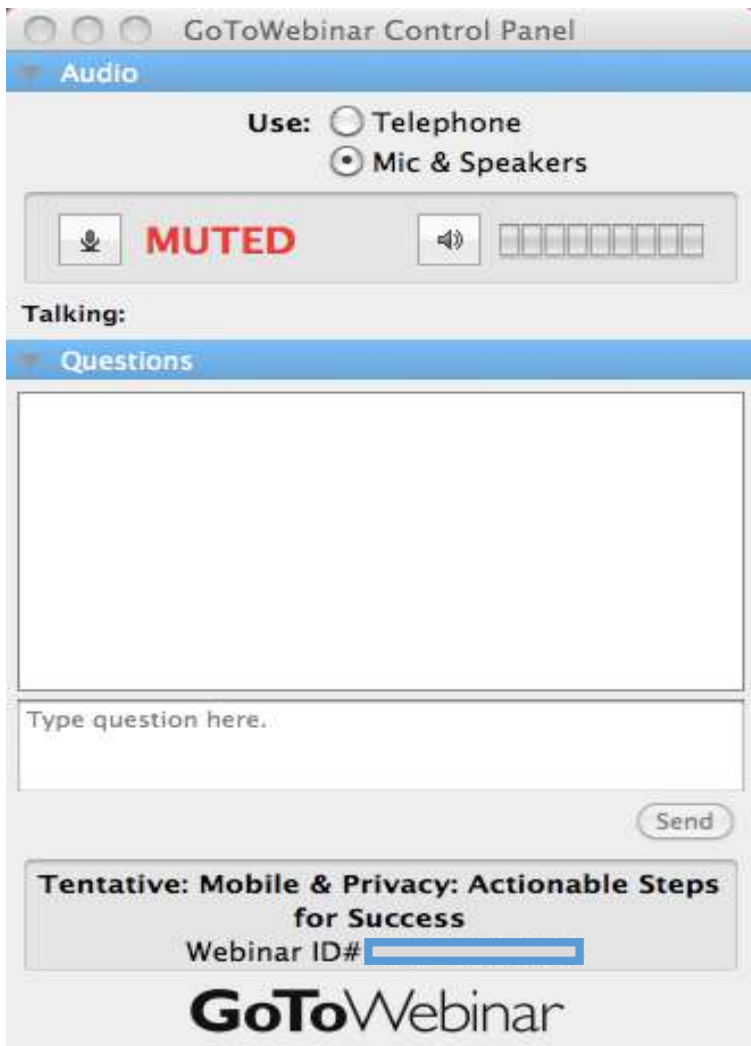 GoToWebinar Control Panel
Audio
Use: Telephone
Mic & Speakers
MUTED
Talking:
Questions
Type question here.
Send
Tentative: Mobile & Privacy: Actionable Steps
for Success
Webinar ID#
GoToWebinar